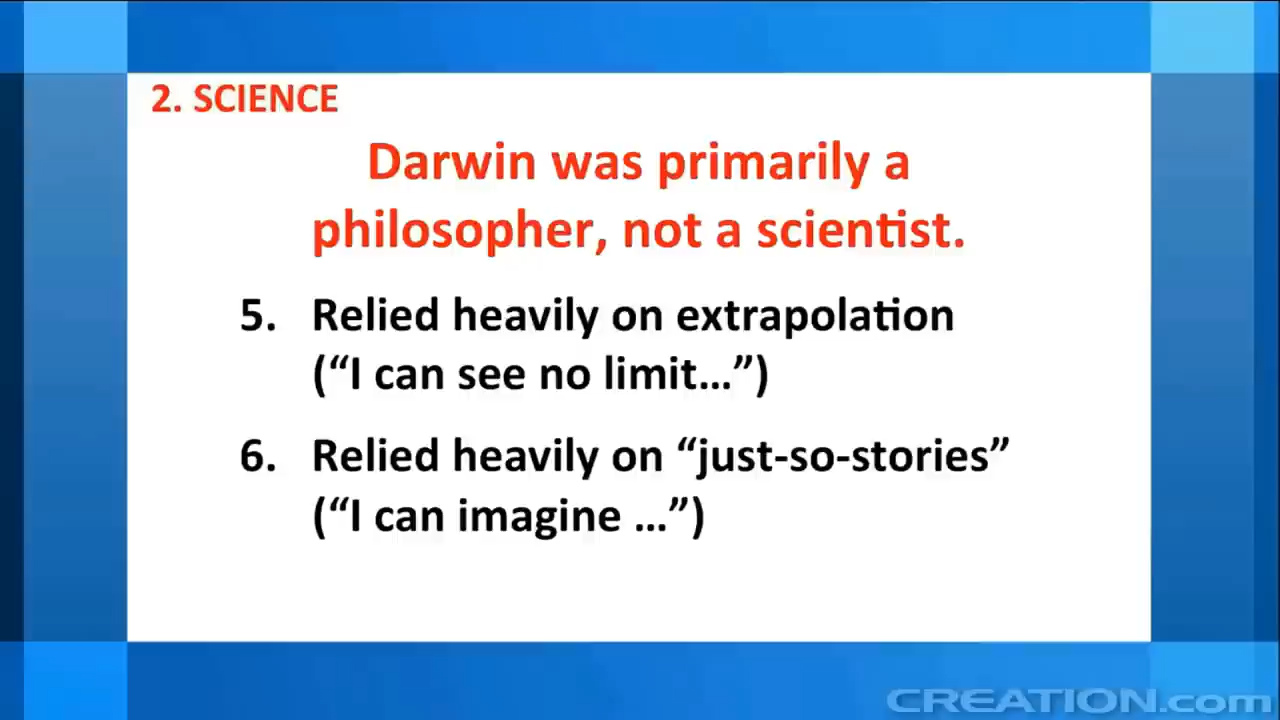 2. SCIENCE
Darwin was primarily a
philosopher, not a scientist.
5. Relied heavily on extrapolation
(“I can see no limit…”)
6. Relied heavily on “just-so-stories”
(“I can imagine …”)
CREATION.com